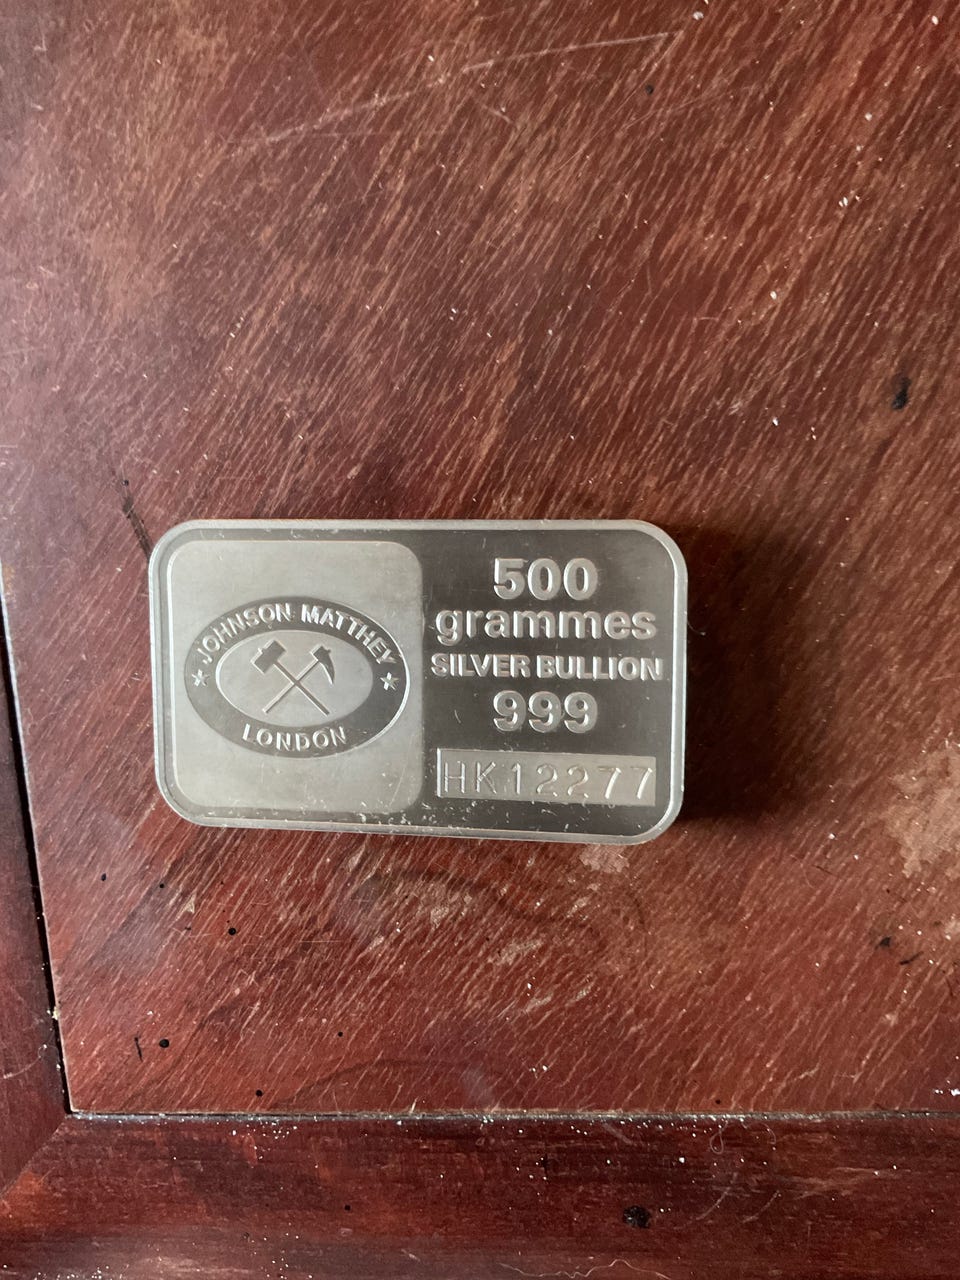 JOHNSON MATTHEY
LONDON
500
grammes
SILVER BULLION
999
HK12277